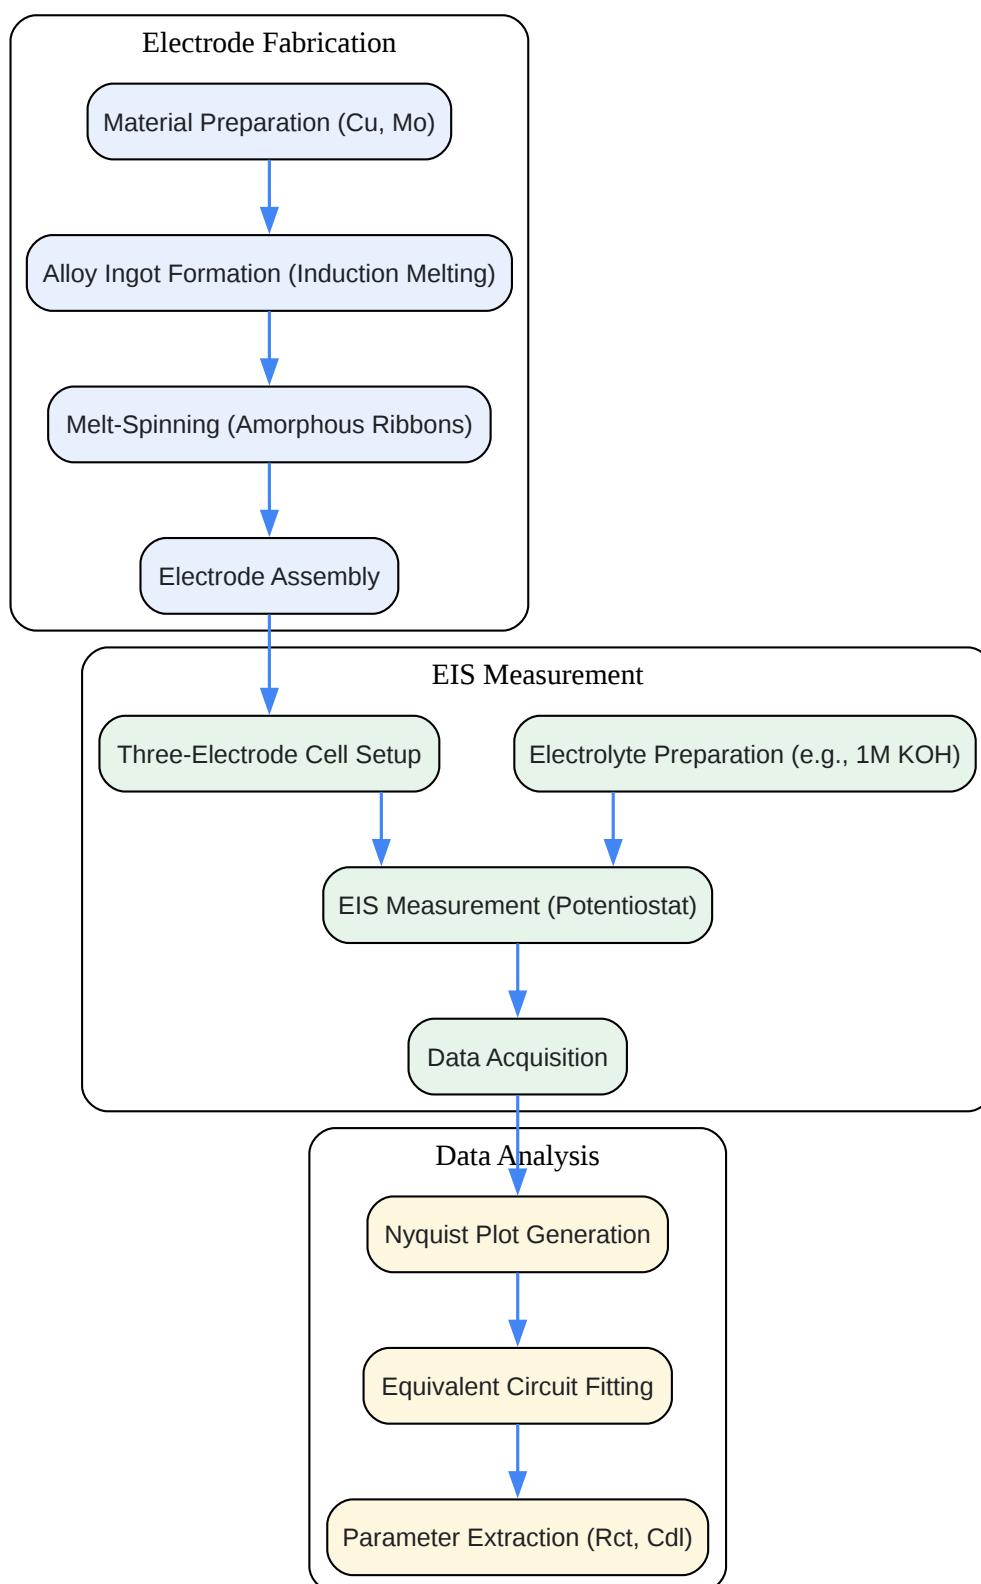 Electrode Fabrication
Material Preparation (Cu, Mo)
Alloy Ingot Formation (Induction Melting)
Melt-Spinning (Amorphous Ribbons)
Electrode Assembly
EIS Measurement
Three-Electrode Cell Setup
Electrolyte Preparation (e.g., 1M KOH)
EIS Measurement (Potentiostat)
Data Acquisition
Data Analysis
Nyquist Plot Generation
Equivalent Circuit Fitting
Parameter Extraction (Rct, Cdl)